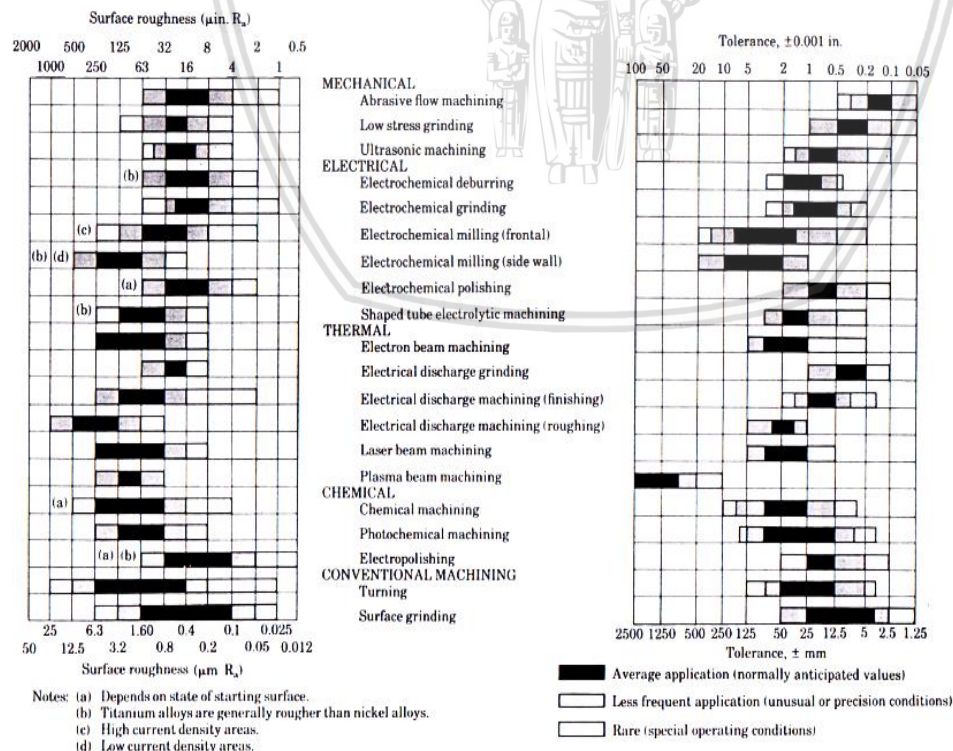 Surface roughness (μin. Rₐ)
2000 500 125 32 8 2 0.5
1000 250 63 16 4 1
Tolerance, ±0.001 in.
100 50 20 10 5 2 1 0.5 0.2 0.1 0.05
MECHANICAL
Abrasive flow machining
Low stress grinding
Ultrasonic machining
ELECTRICAL
(b) Electrochemical deburring
Electrochemical grinding
(c) Electrochemical milling (frontal)
(b) (d) Electrochemical milling (side wall)
(a) Electrochemical polishing
(b) Shaped tube electrolytic machining
THERMAL
Electron beam machining
Electrical discharge grinding
Electrical discharge machining (finishing)
Electrical discharge machining (roughing)
Laser beam machining
Plasma beam machining
CHEMICAL
(a) Chemical machining
Photochemical machining
(a) (b) Electropolishing
CONVENTIONAL MACHINING
Turning
Surface grinding
25 6.3 1.60 0.4 0.1 0.025
50 12.5 3.2 0.8 0.2 0.05 0.012
Surface roughness (μm Rₐ)
2500 1250 500 250 125 50 25 12.5 5 2.5 1.25
Tolerance, ± mm
Average application (normally anticipated values)
Less frequent application (unusual or precision conditions)
Rare (special operating conditions)
Notes: (a) Depends on state of starting surface.
(b) Titanium alloys are generally rougher than nickel alloys.
(c) High current density areas.
(d) Low current density areas.